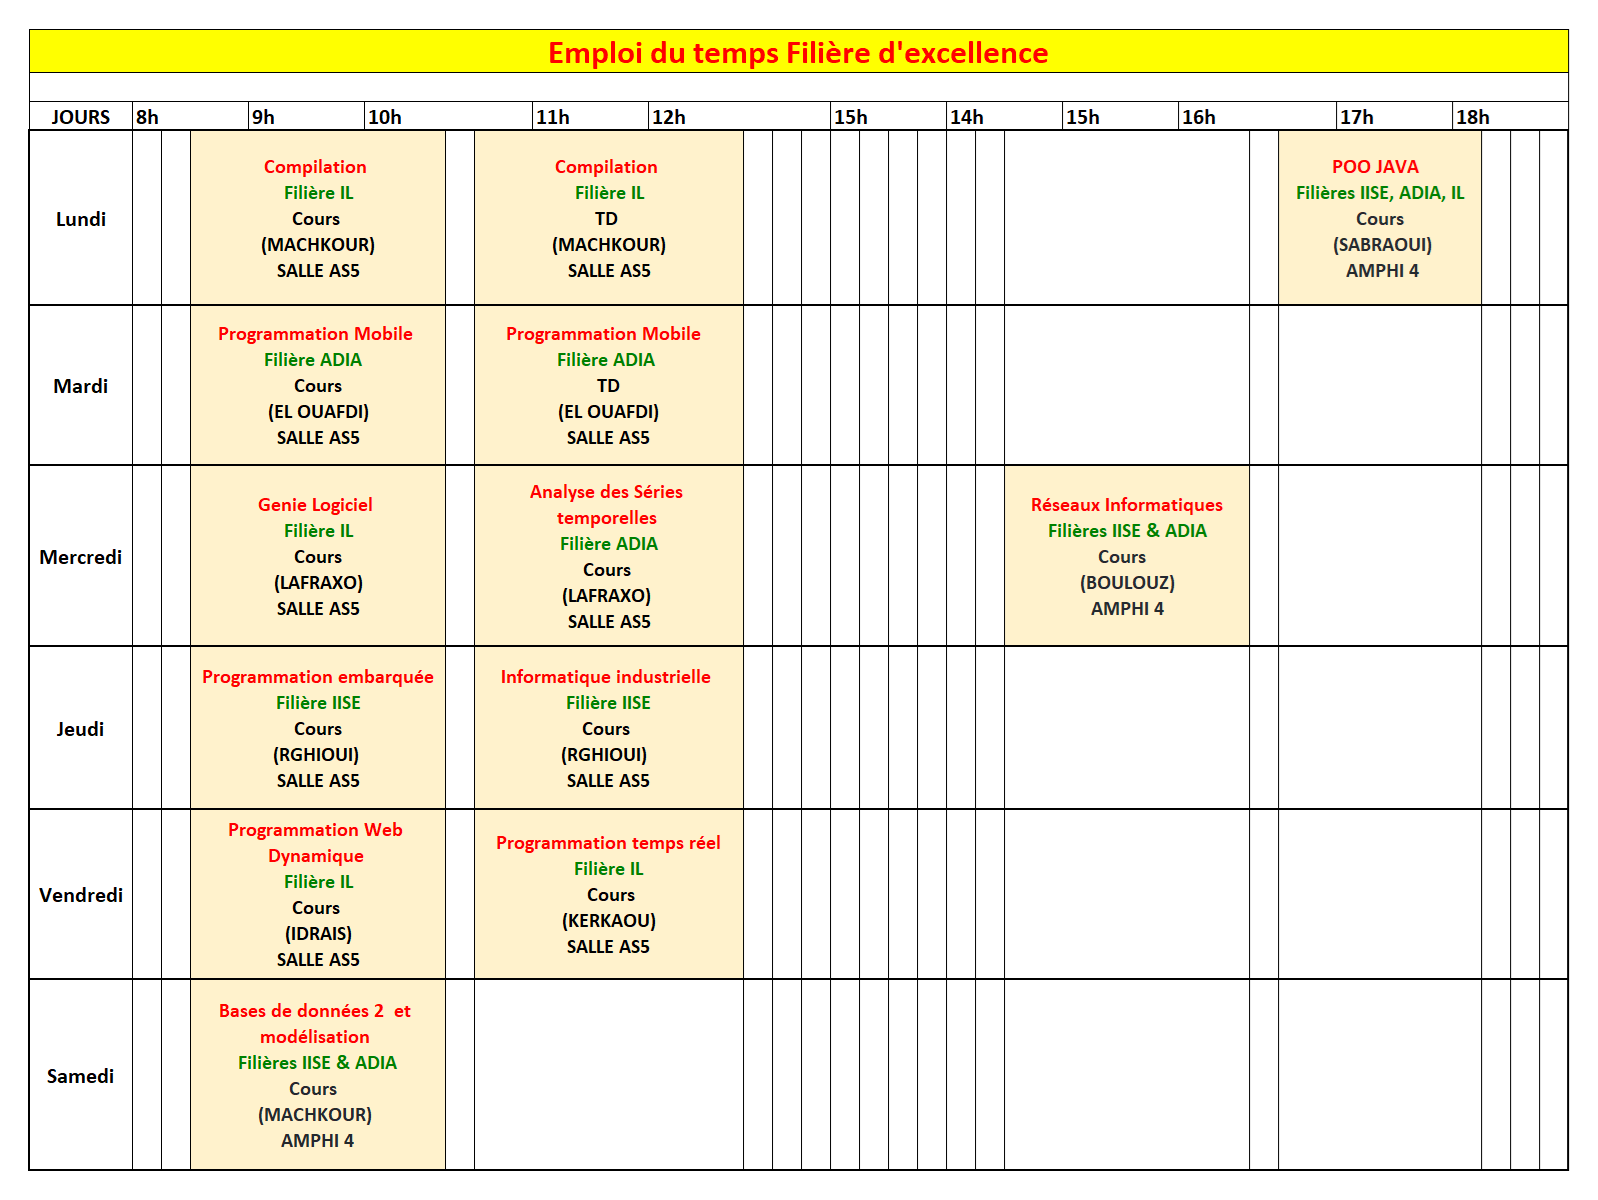 Emploi du temps Filière d'excellence
JOURS 8h 9h 10h 11h 12h 15h 14h 15h 16h 17h 18h
Lundi
Compilation
Filière IL
Cours
(MACHKOUR)
SALLE AS5
Compilation
Filière IL
TD
(MACHKOUR)
SALLE AS5
POO JAVA
Filières IISE, ADIA, IL
Cours
(SABRAOUI)
AMPHI 4
Mardi
Programmation Mobile
Filière ADIA
Cours
(EL OUAFDI)
SALLE AS5
Programmation Mobile
Filière ADIA
TD
(EL OUAFDI)
SALLE AS5
Mercredi
Genie Logiciel
Filière IL
Cours
(LAFRAXO)
SALLE AS5
Analyse des Séries
temporelles
Filière ADIA
Cours
(LAFRAXO)
SALLE AS5
Réseaux Informatiques
Filières IISE & ADIA
Cours
(BOULOUZ)
AMPHI 4
Jeudi
Programmation embarquée
Filière IISE
Cours
(RGHIOUI)
SALLE AS5
Informatique industrielle
Filière IISE
Cours
(RGHIOUI)
SALLE AS5
Vendredi
Programmation Web
Dynamique
Filière IL
Cours
(IDRAIS)
SALLE AS5
Programmation temps réel
Filière IL
Cours
(KERKAOU)
SALLE AS5
Samedi
Bases de données 2 et
modélisation
Filières IISE & ADIA
Cours
(MACHKOUR)
AMPHI 4